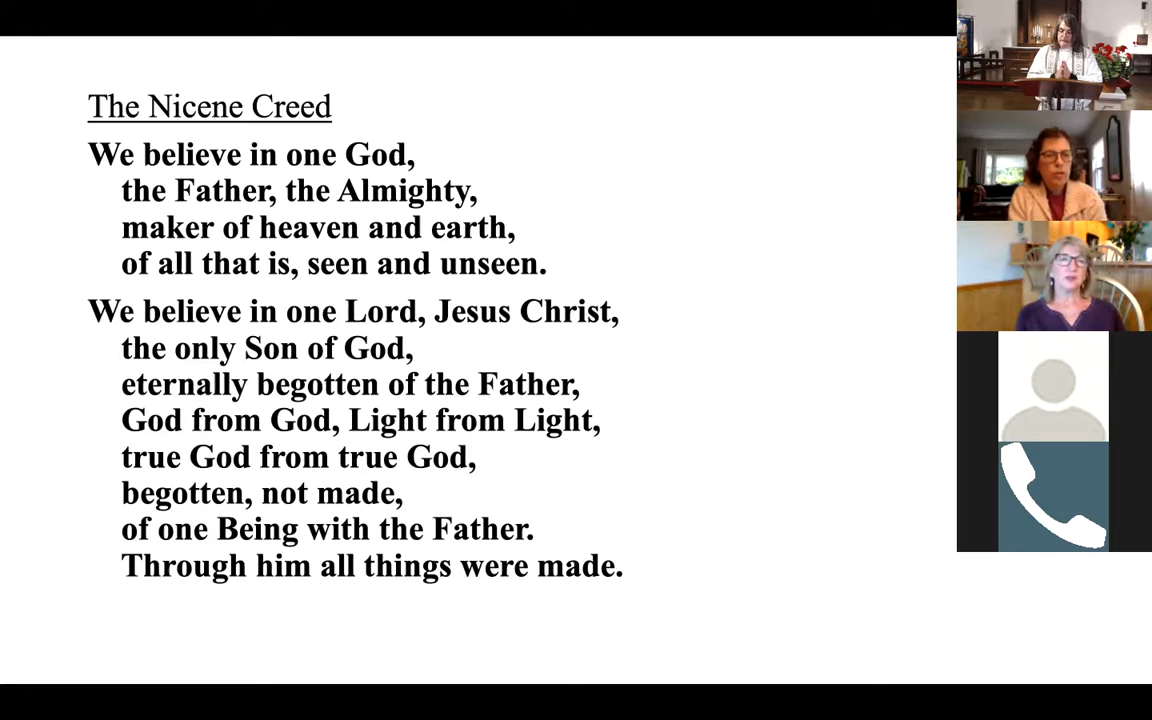 The Nicene Creed
We believe in one God,
the Father, the Almighty,
maker of heaven and earth,
of all that is, seen and unseen.
We believe in one Lord, Jesus Christ,
the only Son of God,
eternally begotten of the Father,
God from God, Light from Light,
true God from true God,
begotten, not made,
of one Being with the Father.
Through him all things were made.